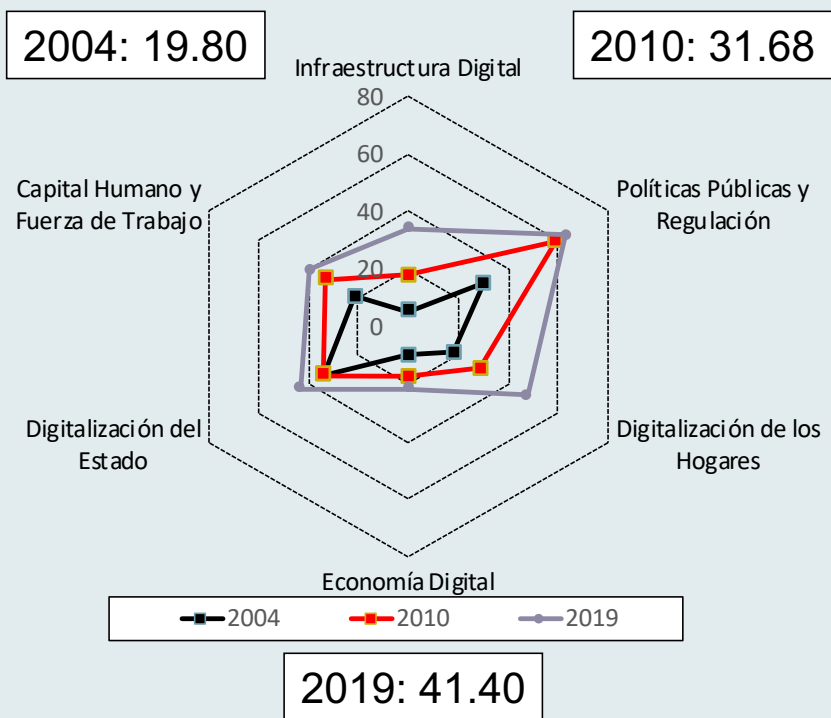 2004: 19.80
2010: 31.68
Infraestructura Digital
80
60
40
20
0
Capital Humano y
Fuerza de Trabajo
Políticas Públicas y
Regulación
Digitalización del
Estado
Digitalización de los
Hogares
Economía Digital
2004
2010
2019
2019: 41.40